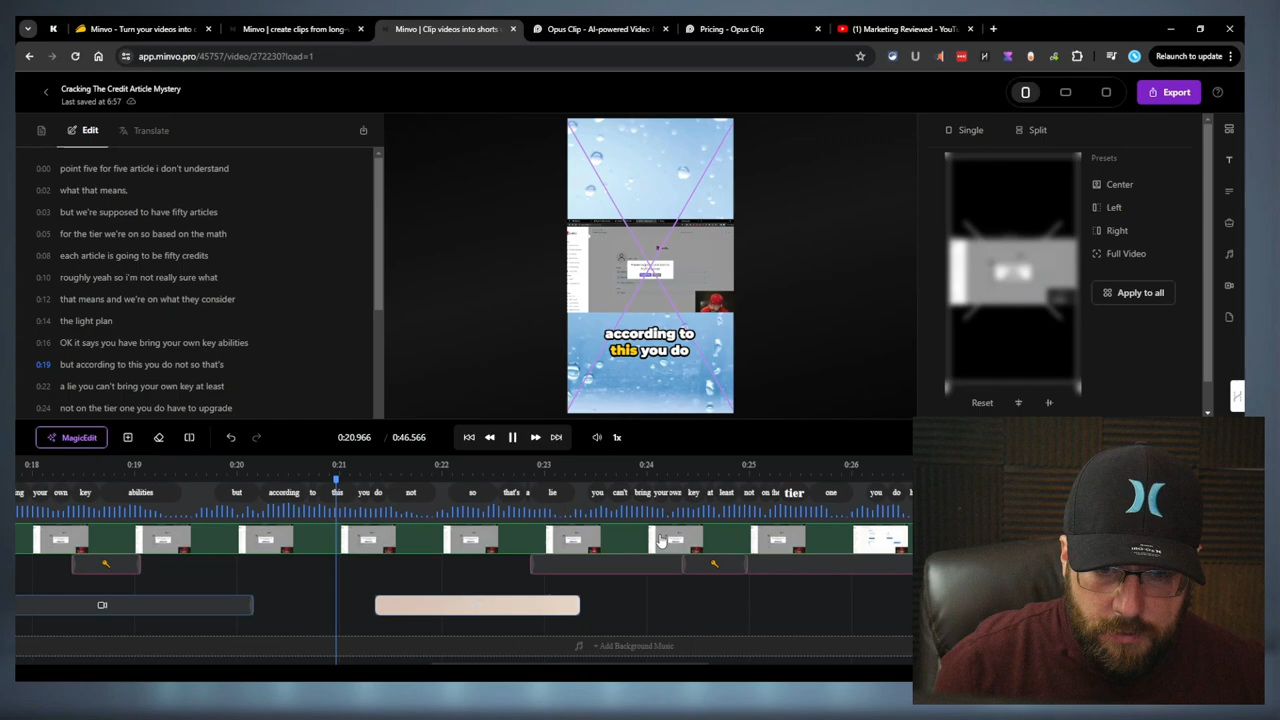 Minvo - Turn your videos into c
Minvo | create clips from long-
Minvo | Clip videos into shorts
Opus Clip - AI-powered Video
Pricing - Opus Clip
(1) Marketing Reviewed - YouT
app.minvo.pro/45757/video/272230?load=1
Relaunch to update
Cracking The Credit Article Mystery
Last saved at 6:57
Export
Edit
Translate
Single
Split
0:00 point five for five article i don't understand
0:02 what that means.
0:03 but we're supposed to have fifty articles
0:05 for the tier we're on so based on the math
0:08 each article is going to be fifty credits
0:10 roughly yeah so i'm not really sure what
0:12 that means and we're on what they consider
0:14 the light plan
0:16 OK it says you have bring your own key abilities
0:19 but according to this you do not so that's
0:22 a lie you can't bring your own key at least
0:24 not on the tier one you do have to upgrade
according to
this you do
Presets
Center
Left
Right
Full Video
Apply to all
Reset
MagicEdit
0:20.966 / 0:46.566
1x
0:18 0:19 0:20 0:21 0:22 0:23 0:24 0:25 0:26
your own key abilities but according to this you do not so that's a lie you can't bring your own key at least not on the tier one you do
+ Add Background Music